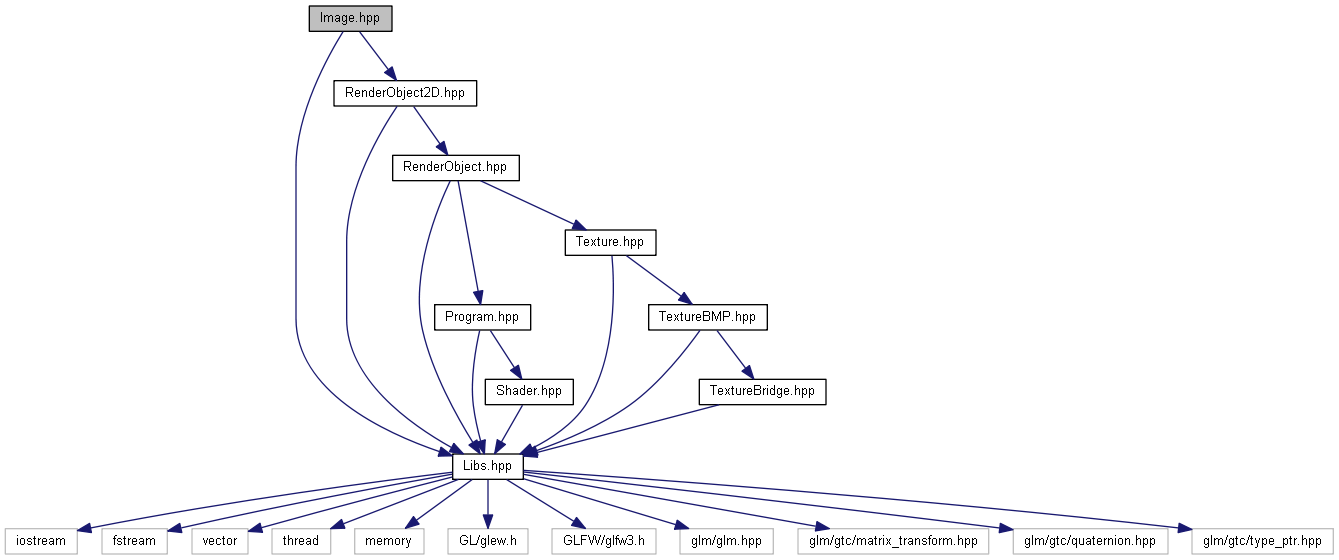 Image.hpp
RenderObject2D.hpp
RenderObject.hpp
Texture.hpp
Program.hpp
TextureBMP.hpp
Shader.hpp
TextureBridge.hpp
Libs.hpp
iostream
fstream
vector
thread
memory
GL/glew.h
GLFW/glfw3.h
glm/glm.hpp
glm/gtc/matrix_transform.hpp
glm/gtc/quaternion.hpp
glm/gtc/type_ptr.hpp